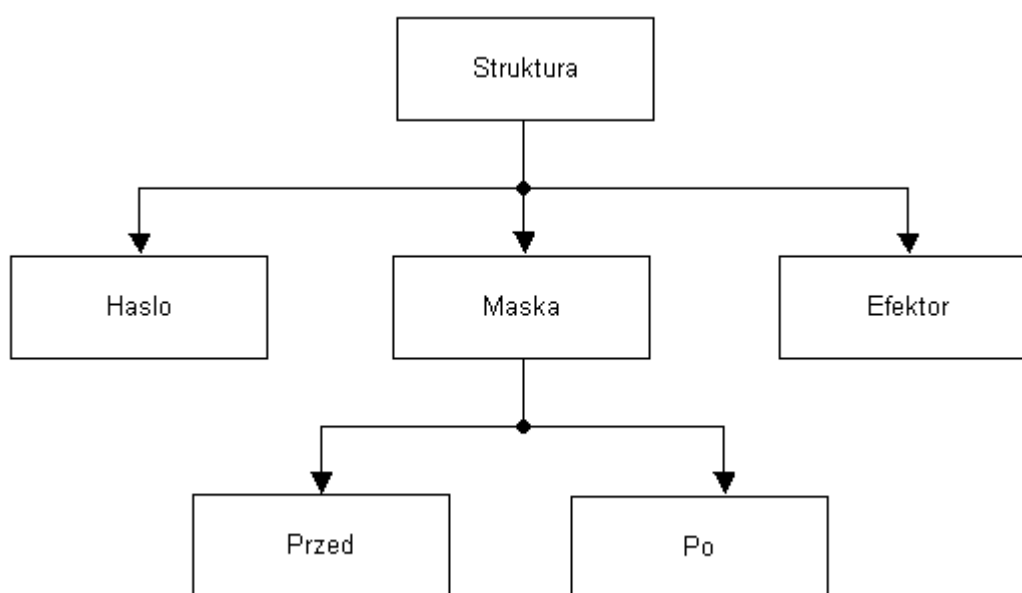 Struktura
Haslo
Maska
Efektor
Przed
Po